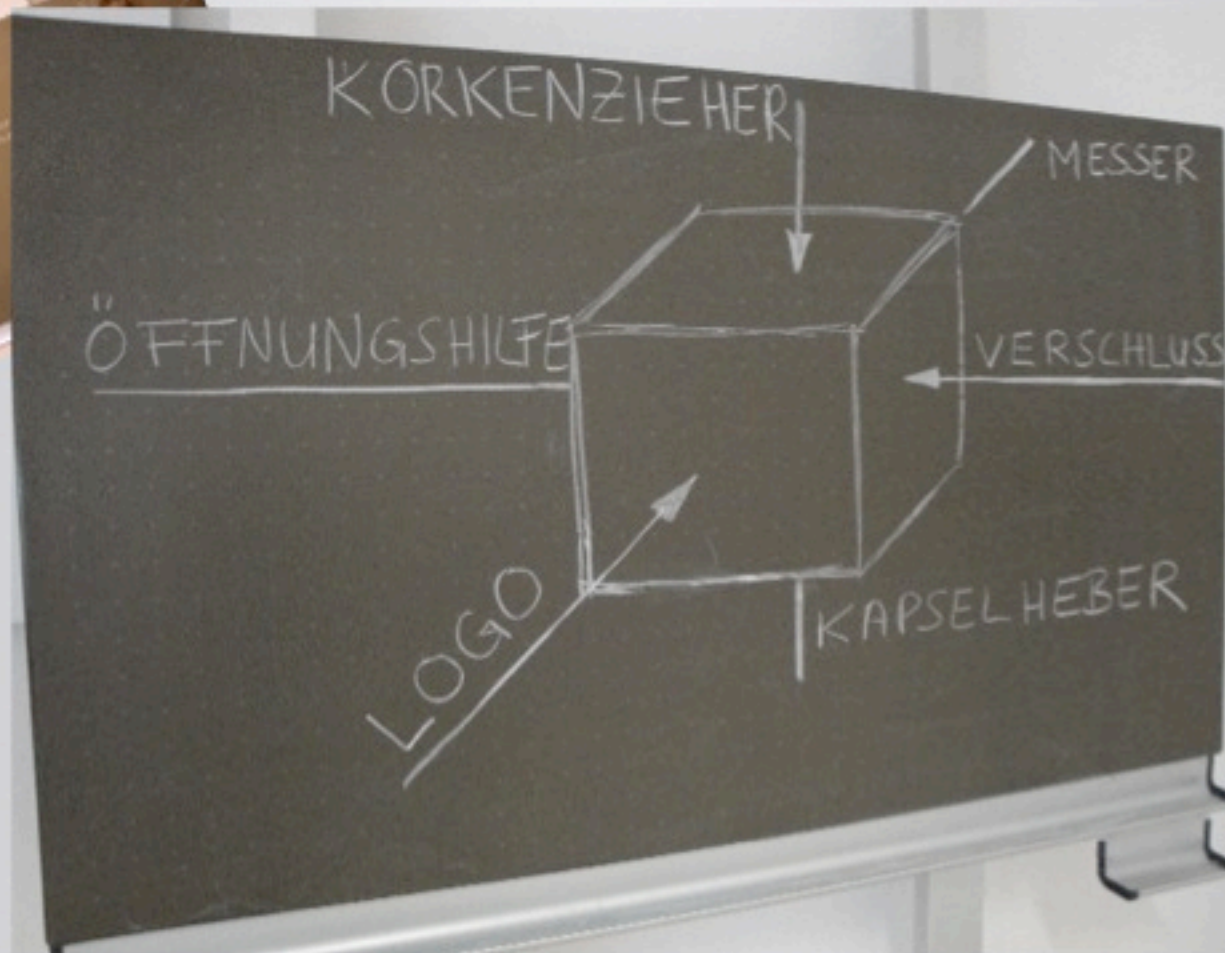 KORKENZIEHER
MESSER
ÖFFNUNGSHILFE
VERSCHLUSS
LOGO
KAPSELHEBER